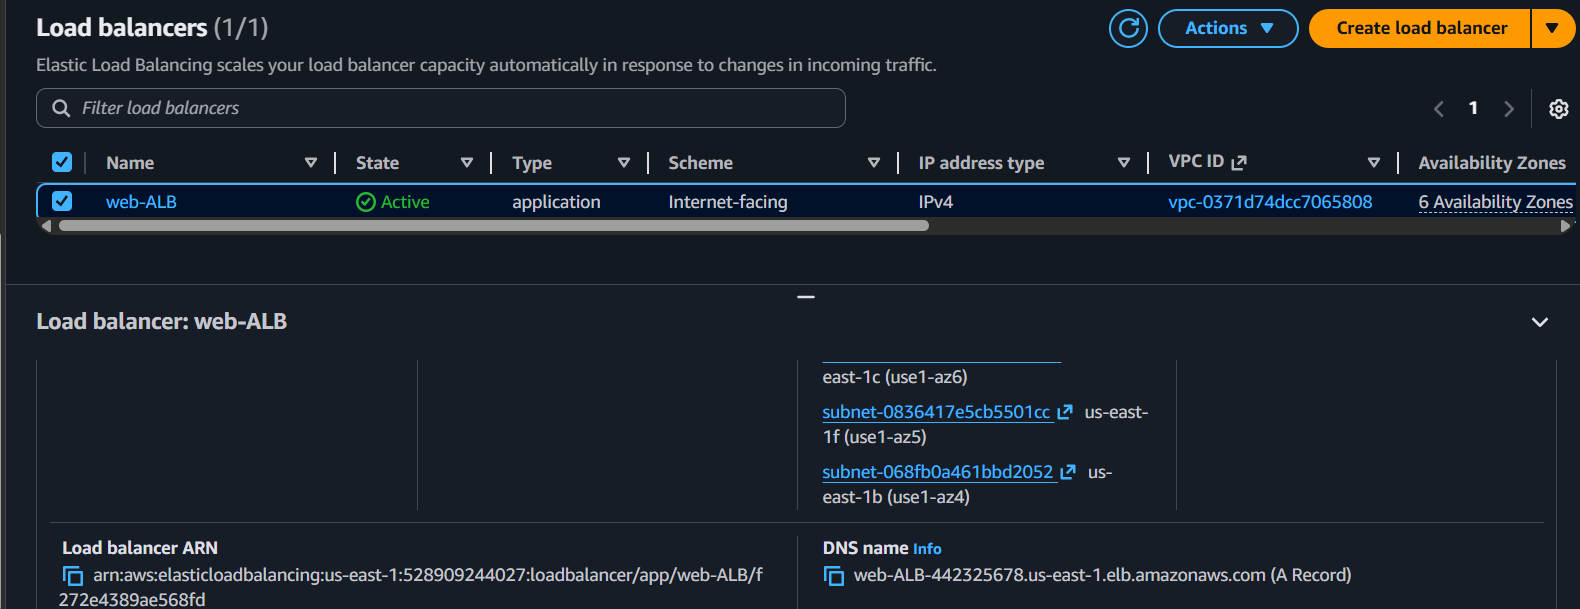 Load balancers (1/1)
Actions
Create load balancer
Elastic Load Balancing scales your load balancer capacity automatically in response to changes in incoming traffic.
Filter load balancers
1
Name State Type Scheme IP address type VPC ID Availability Zones
web-ALB Active application Internet-facing IPv4 vpc-0371d74dcc7065808 6 Availability Zones
Load balancer: web-ALB
east-1c (use1-az6)
subnet-0836417e5cb5501cc us-east-
1f (use1-az5)
subnet-068fb0a461bbd2052 us-
east-1b (use1-az4)
Load balancer ARN
arn:aws:elasticloadbalancing:us-east-1:528909244027:loadbalancer/app/web-ALB/f
272e4389ae568fd
DNS name Info
web-ALB-442325678.us-east-1.elb.amazonaws.com (A Record)